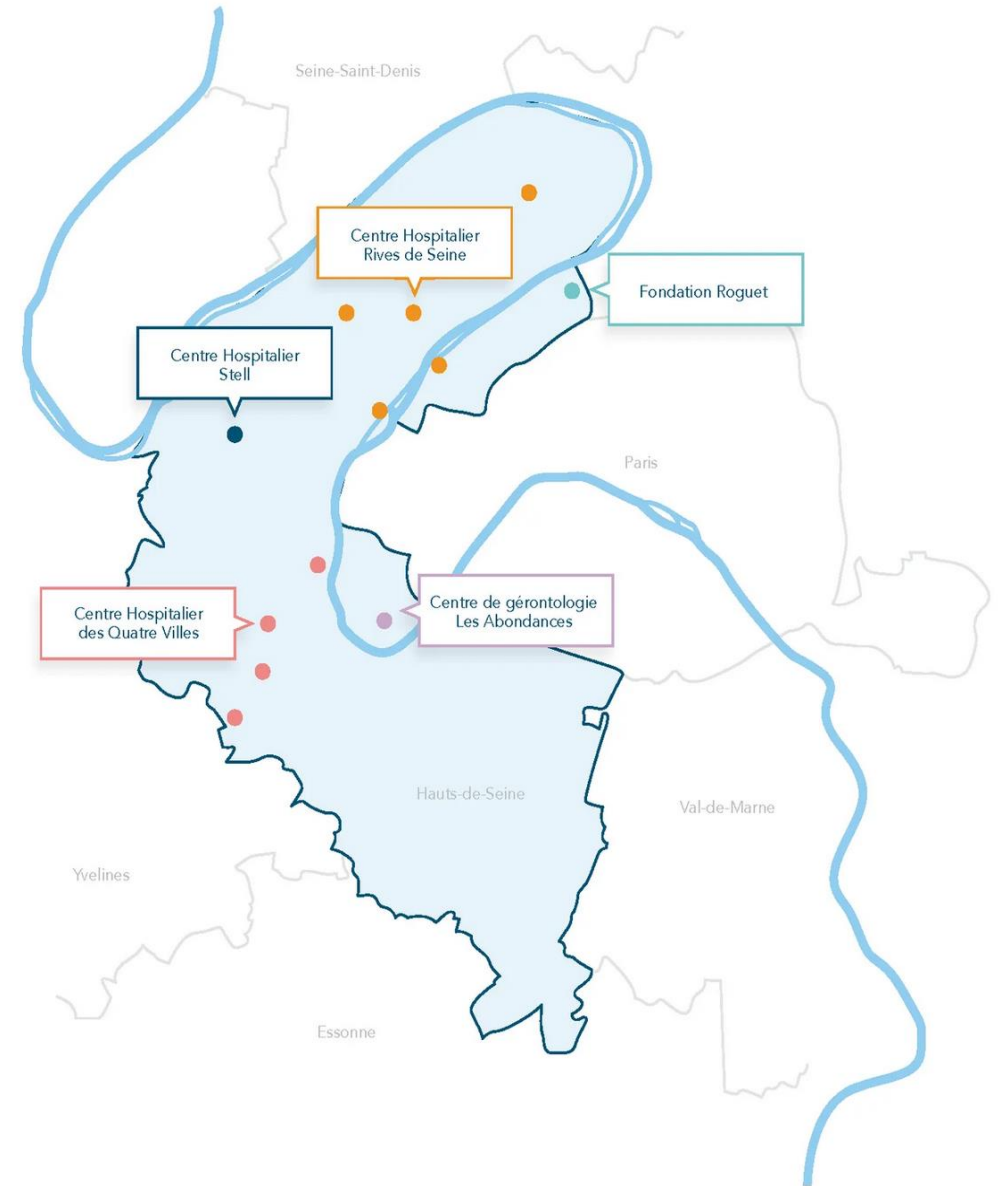 Seine-Saint-Denis
Centre Hospitalier
Rives de Seine
Fondation Roguet
Centre Hospitalier
Stell
Paris
Centre Hospitalier
des Quatre Villes
Centre de gérontologie
Les Abondances
Hauts-de-Seine
Val-de-Marne
Yvelines
Essonne